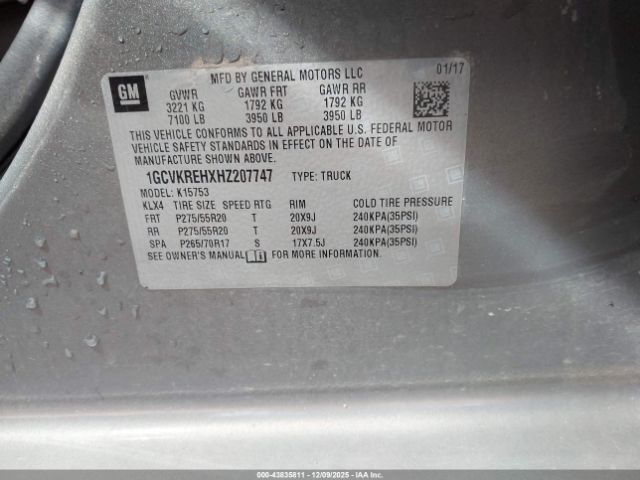 GM
MFD BY GENERAL MOTORS LLC 01/17
GVWR GAWR FRT GAWR RR
3221 KG 1792 KG 1792 KG
7100 LB 3950 LB 3950 LB
THIS VEHICLE CONFORMS TO ALL APPLICABLE U.S. FEDERAL MOTOR
VEHICLE SAFETY STANDARDS IN EFFECT ON THE DATE OF
MANUFACTURE SHOWN ABOVE.
1GCVKREHXHZ207747 TYPE: TRUCK
MODEL: K15753
KLX4 TIRE SIZE SPEED RTG RIM COLD TIRE PRESSURE
FRT P275/55R20 T 20X9J 240KPA(35PSI)
RR P275/55R20 T 20X9J 240KPA(35PSI)
SPA P265/70R17 S 17X7.5J 240KPA(35PSI)
SEE OWNER'S MANUAL FOR MORE INFORMATION.
000-43835811 - 12/09/2025 - IAAI.com